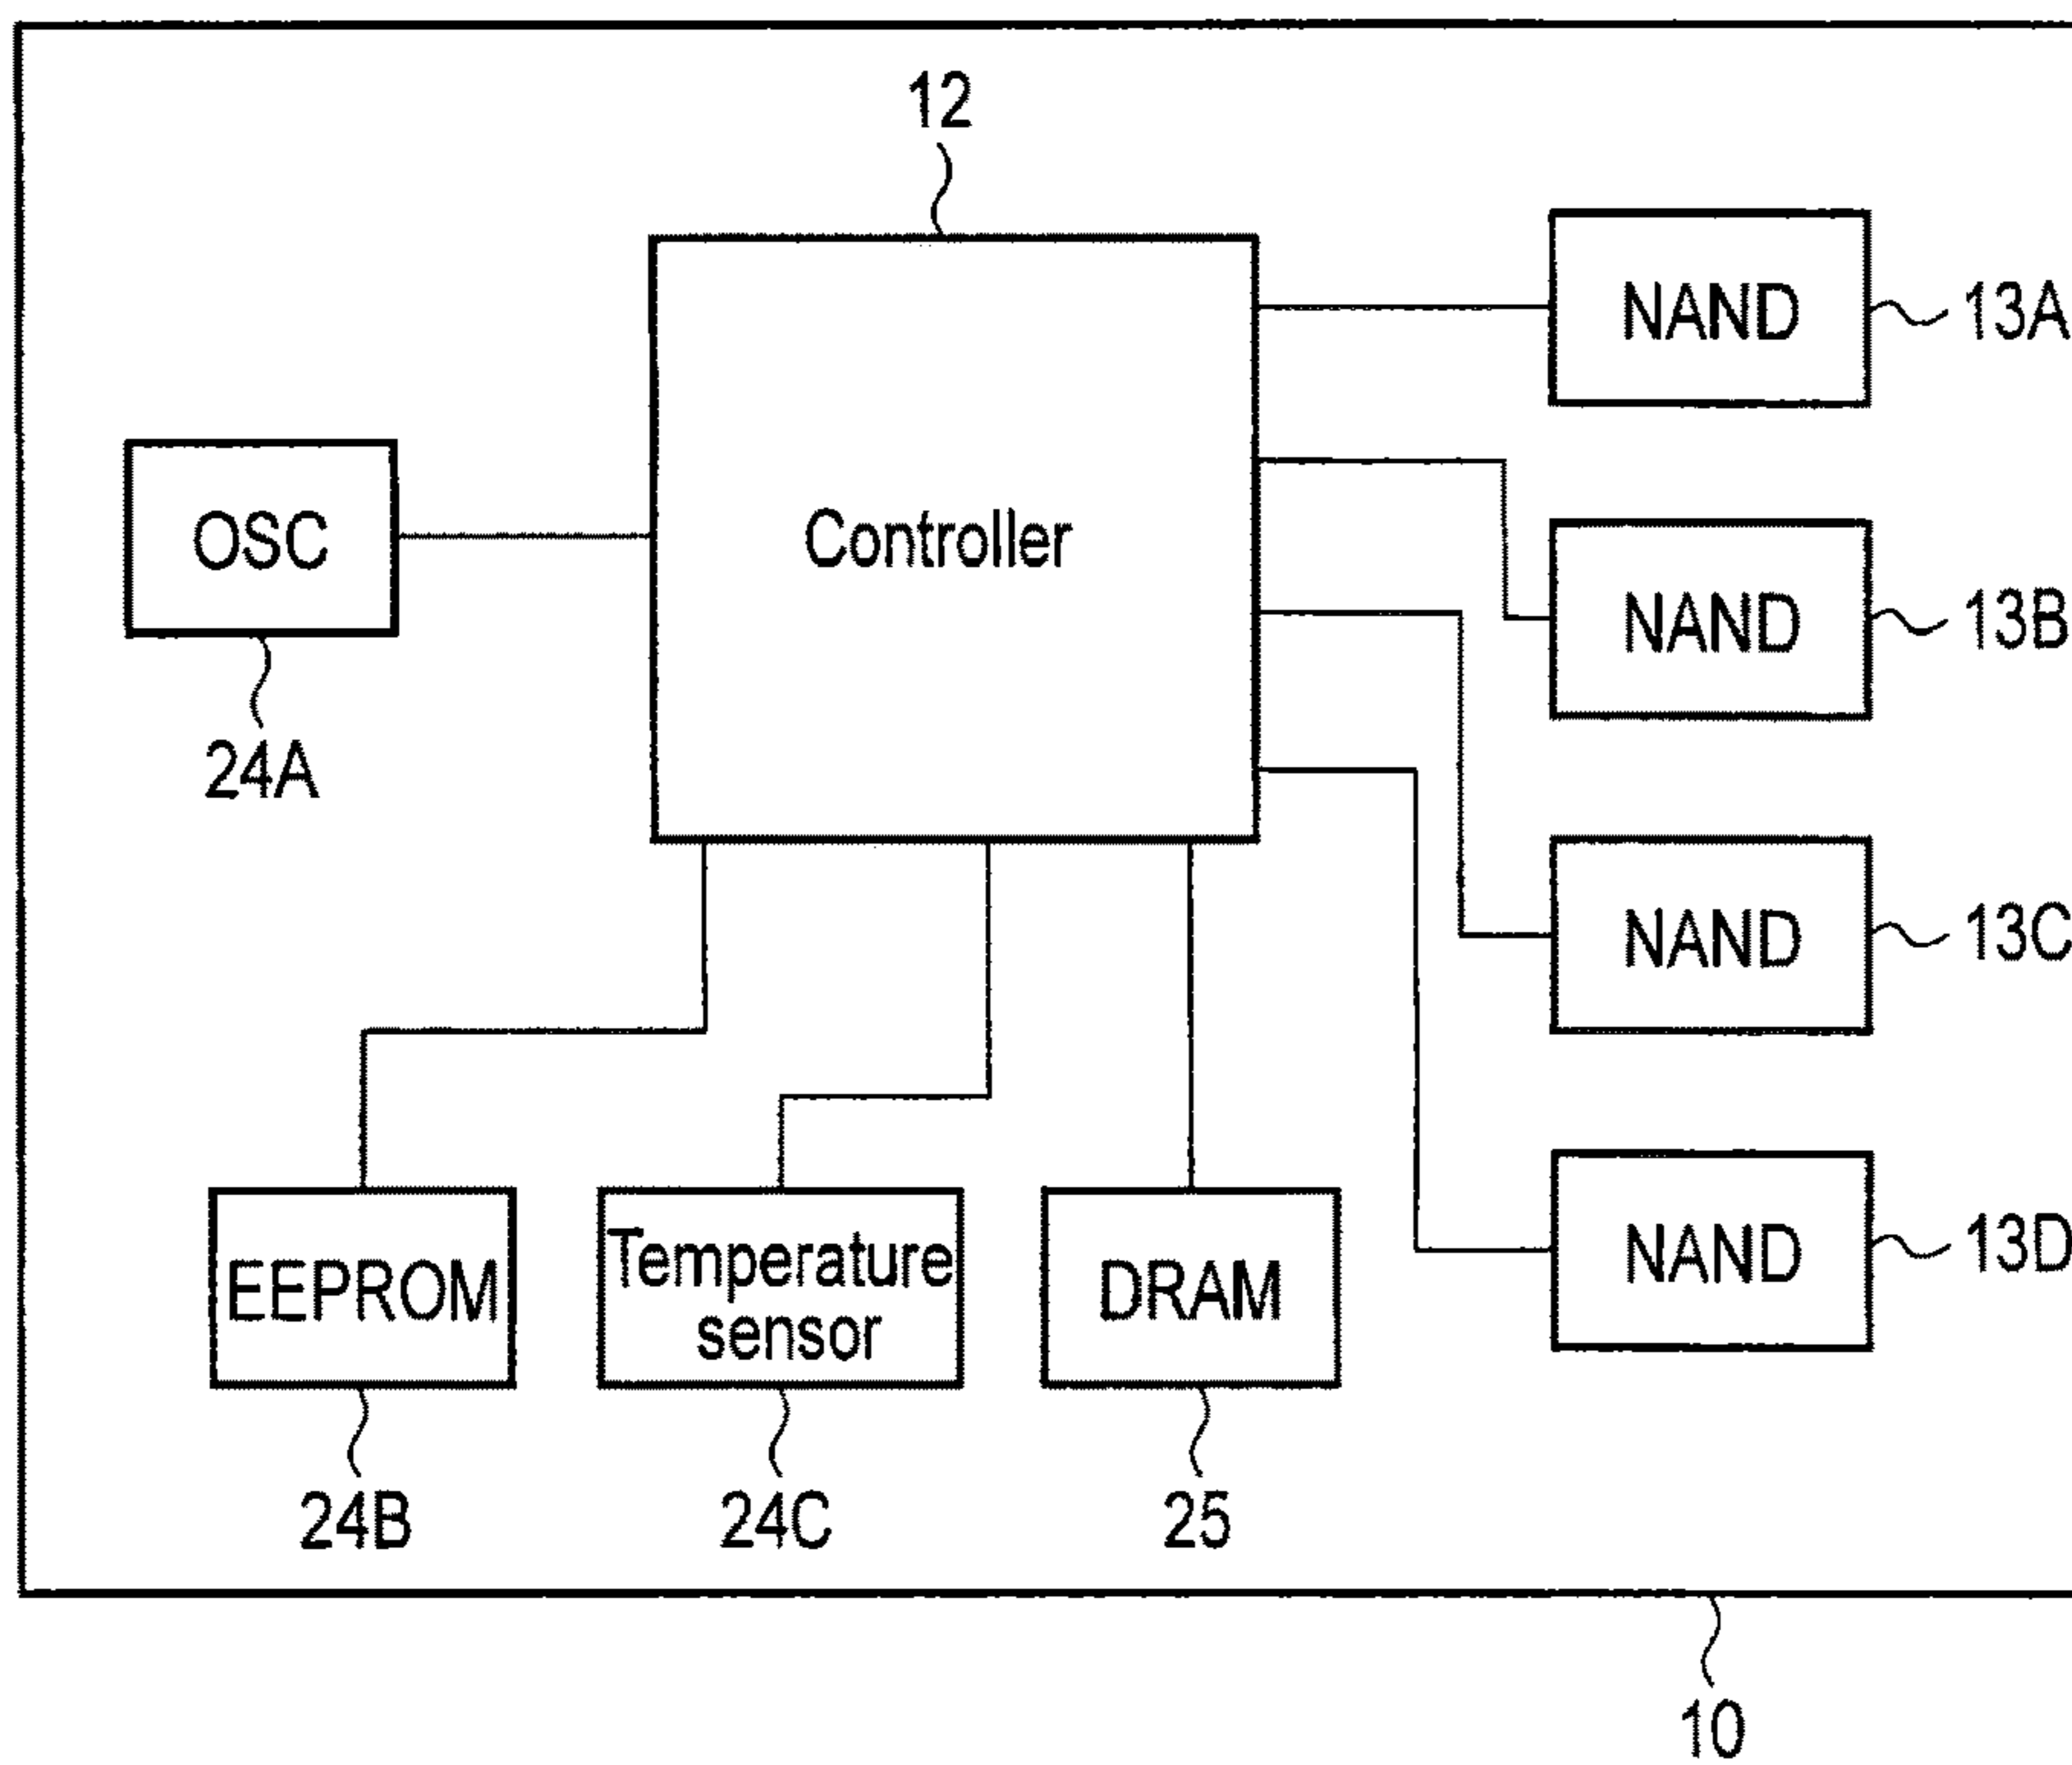 12
NAND
13A
Controller
OSC
NAND
13B
24A
NAND
13C
NAND
13D
EEPROM
Temperature
sensor
DRAM
24B
24C
25
10